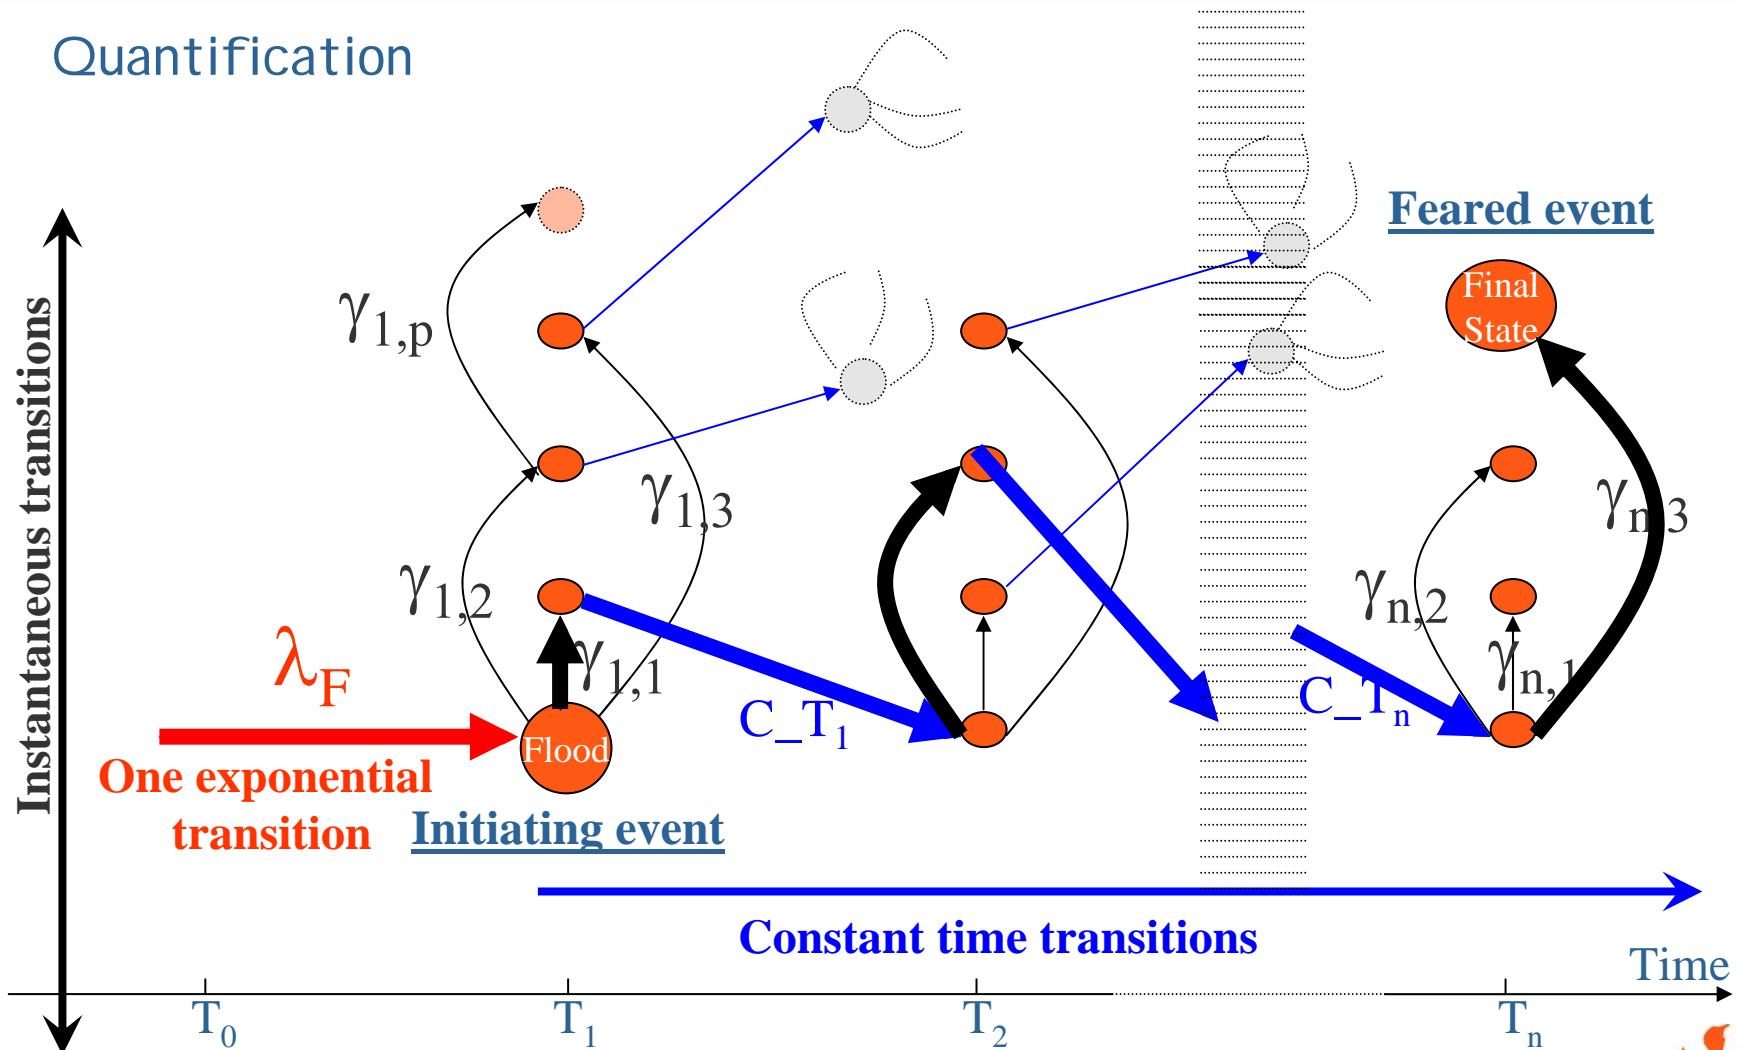 Quantification
Feared event
Final
State
γ1,p
γ1,3
γn,3
γ1,2
γn,2
λF
γ1,1
γn,1
C_T1
C_Tn
Flood
One exponential
transition
Initiating event
Instantaneous transitions
Constant time transitions
Time
T0
T1
T2
Tn